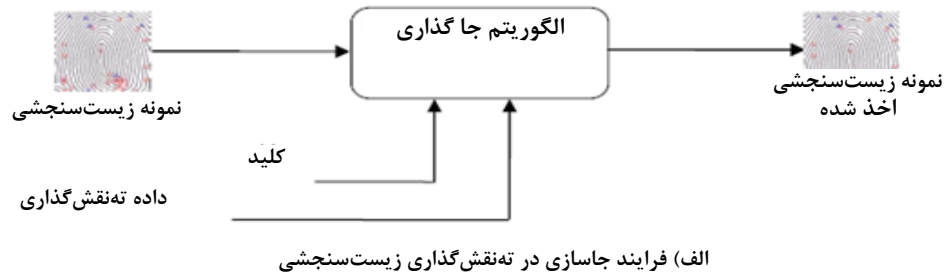 الگوریتم جا گذاری
نمونه زیست‌سنجشی
نمونه زیست‌سنجشی
اخذ شده
کلید
داده ته‌نقش‌گذاری
الف) فرایند جاسازی در ته‌نقش‌گذاری زیست‌سنجشی